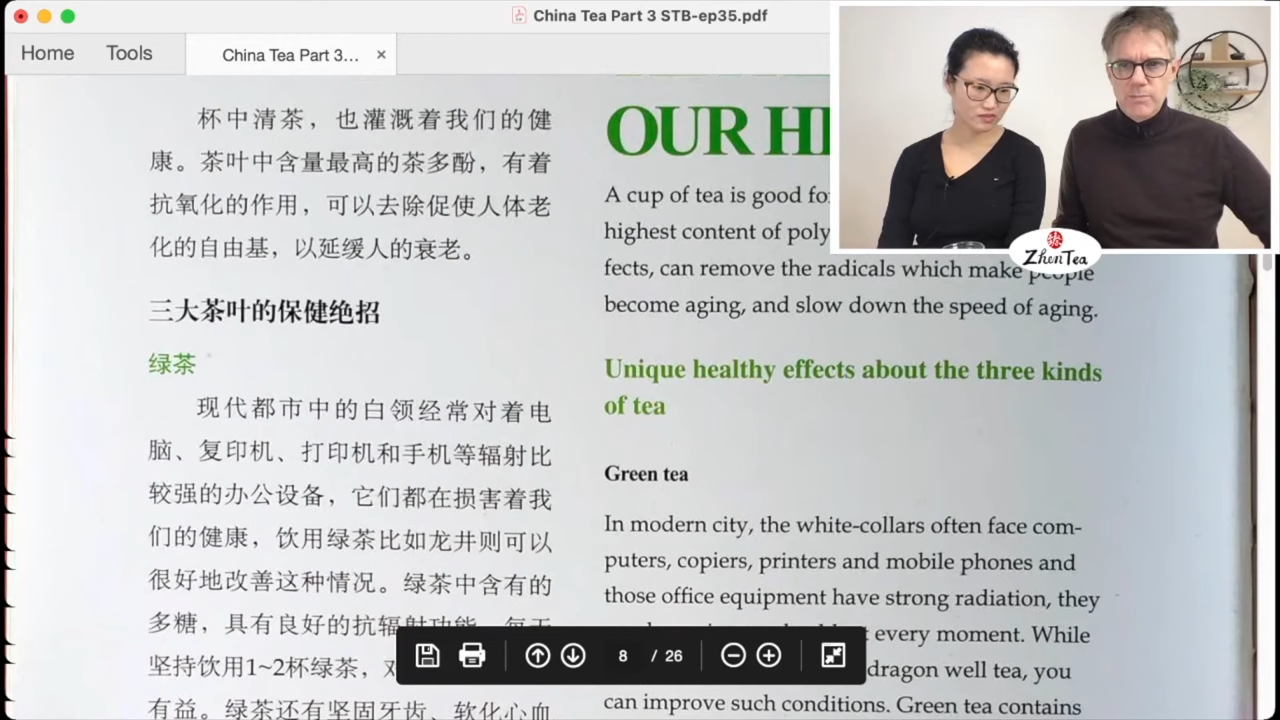 China Tea Part 3 STB-ep35.pdf
Home
Tools
China Tea Part 3...
杯中清茶，也灌溉着我们的健
康。茶叶中含量最高的茶多酚，有着
抗氧化的作用，可以去除促使人体老
化的自由基，以延缓人的衰老。
三大茶叶的保健绝招
绿茶
现代都市中的白领经常对着电
脑、复印机、打印机和手机等辐射比
较强的办公设备，它们都在损害着我
们的健康，饮用绿茶比如龙井则可以
很好地改善这种情况。绿茶中含有的
多糖，具有良好的抗辐射功能，每天
坚持饮用1~2杯绿茶，对
有益。绿茶还有坚固牙齿、软化心血
OUR
A cup of tea is good for
highest content of poly
fects, can remove the radicals which make people
become aging, and slow down the speed of aging.
Unique healthy effects about the three kinds
of tea
Green tea
In modern city, the white-collars often face com-
puters, copiers, printers and mobile phones and
those office equipment have strong radiation, they
every moment. While
dragon well tea, you
can improve such conditions. Green tea contains
ZhenTea
8 / 26